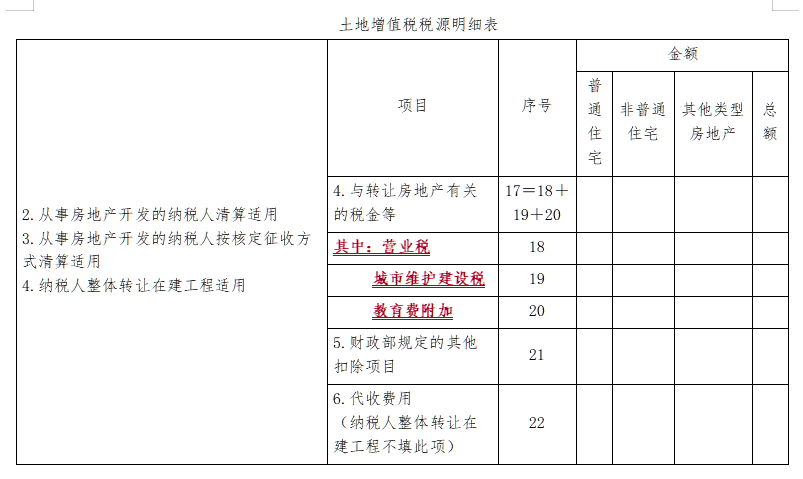 土地增值税税源明细表
金额
项目
序号
普
通
住
宅
非普通
住宅
其他类型
房地产
总
额
2.从事房地产开发的纳税人清算适用
3.从事房地产开发的纳税人按核定征收方
式清算适用
4.纳税人整体转让在建工程适用
4.与转让房地产有关
的税金等
17＝18＋
19＋20
其中：营业税
18
城市维护建设税
19
教育费附加
20
5.财政部规定的其他
扣除项目
21
6.代收费用
（纳税人整体转让在
建工程不填此项）
22